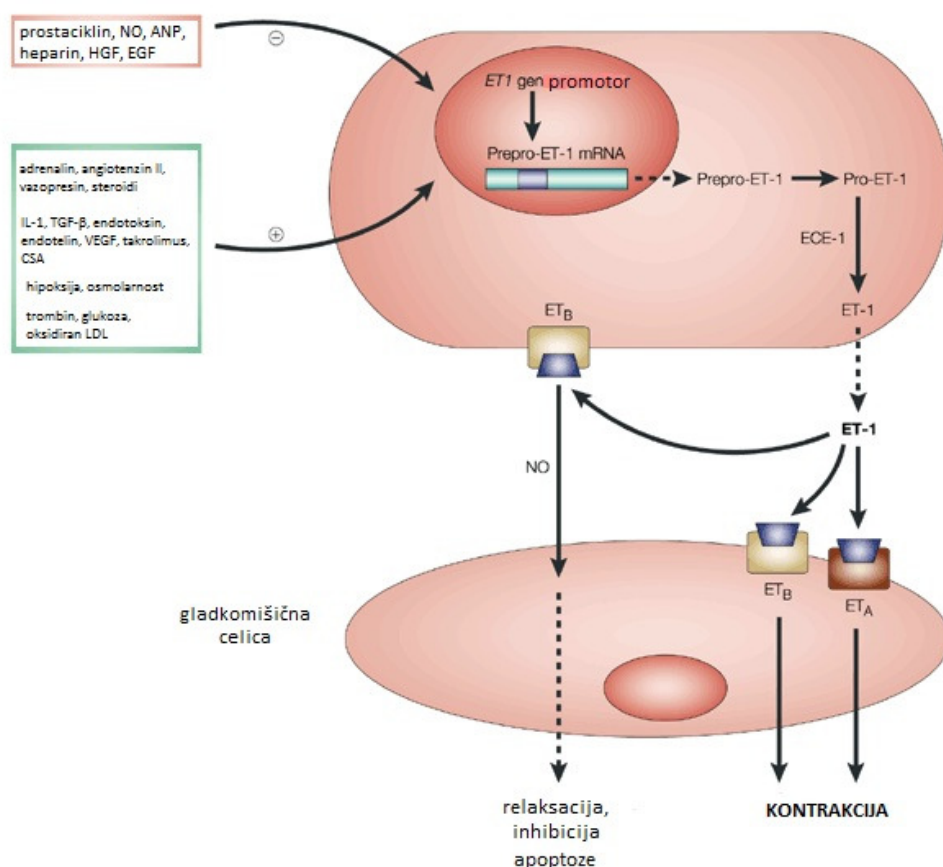 prostaciklin, NO, ANP,
heparin, HGF, EGF
⊖
ET1 gen promotor
Prepro-ET-1 mRNA
Prepro-ET-1
Pro-ET-1
adrenalin, angiotenzin II,
vazopresin, steroidi
IL-1, TGF-β, endotoksin,
endotelin, VEGF, takrolimus,
CSA
hipoksija, osmolarnost
trombin, glukoza,
oksidiran LDL
⊕
ECE-1
ET-1
ETB
ET-1
NO
ETB
ETA
gladkomišična
celica
relaksacija,
inhibicija
apoptoze
KONTRAKCIJA